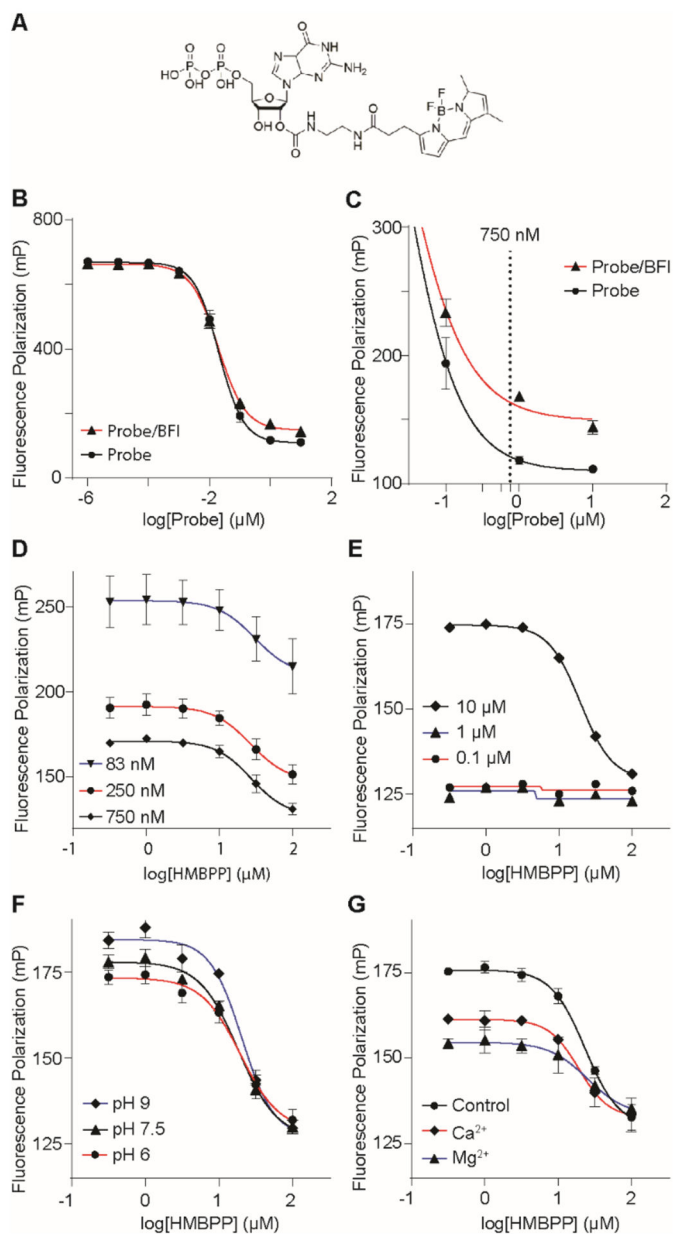 A
O
O
O
HO
P
O
P
O
OH
OH
N
N
N
NH
N
NH₂
O
HO
O
O
H
N
N
H
O
F
F
B
N
N
B
800
400
0
Fluorescence Polarization (mP)
Probe/BFI
Probe
-6
-2
2
log[Probe] (µM)
C
750 nM
300
200
100
Fluorescence Polarization (mP)
Probe/BFI
Probe
-1
0
1
2
log[Probe] (µM)
D
250
200
150
Fluorescence Polarization (mP)
83 nM
250 nM
750 nM
-1
0
1
2
log[HMBPP] (µM)
E
175
150
125
Fluorescence Polarization (mP)
10 µM
1 µM
0.1 µM
-1
0
1
2
log[HMBPP] (µM)
F
175
150
125
Fluorescence Polarization (mP)
pH 9
pH 7.5
pH 6
-1
0
1
2
log[HMBPP] (µM)
G
175
150
125
Fluorescence Polarization (mP)
Control
Ca²⁺
Mg²⁺
-1
0
1
2
log[HMBPP] (µM)